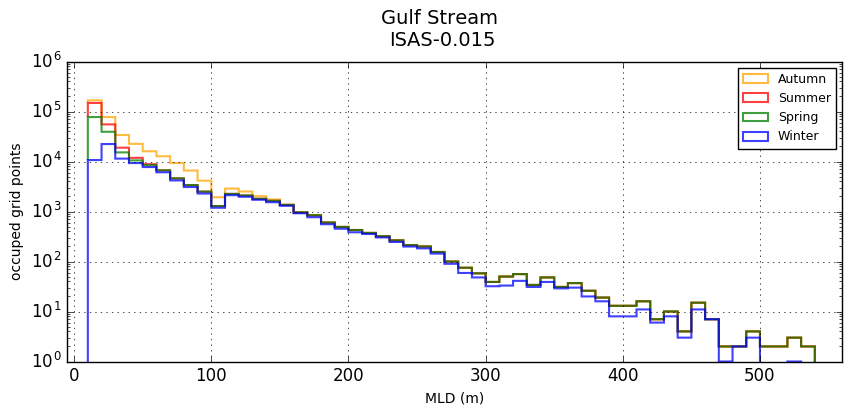 Gulf Stream
ISAS-0.015
10^6
10^5
10^4
10^3
10^2
10^1
10^0
occuped grid points
Autumn
Summer
Spring
Winter
0 100 200 300 400 500
MLD (m)